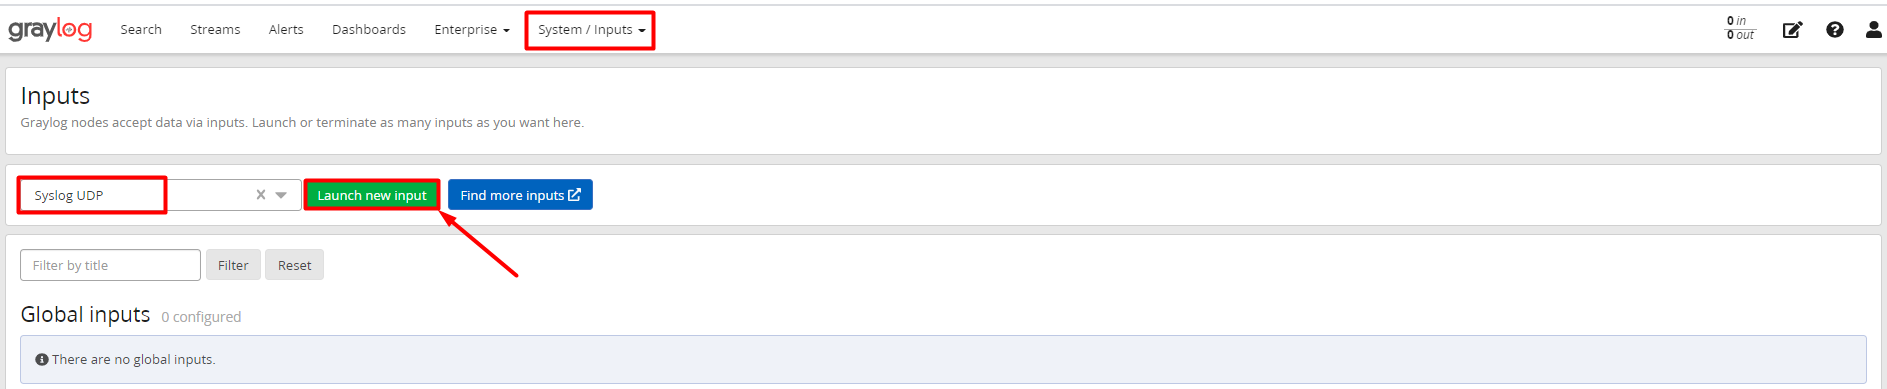 graylog Search Streams Alerts Dashboards Enterprise System / Inputs 0 in
0 out
Inputs
Graylog nodes accept data via inputs. Launch or terminate as many inputs as you want here.
Syslog UDP Launch new input Find more inputs
Filter by title Filter Reset
Global inputs 0 configured
There are no global inputs.